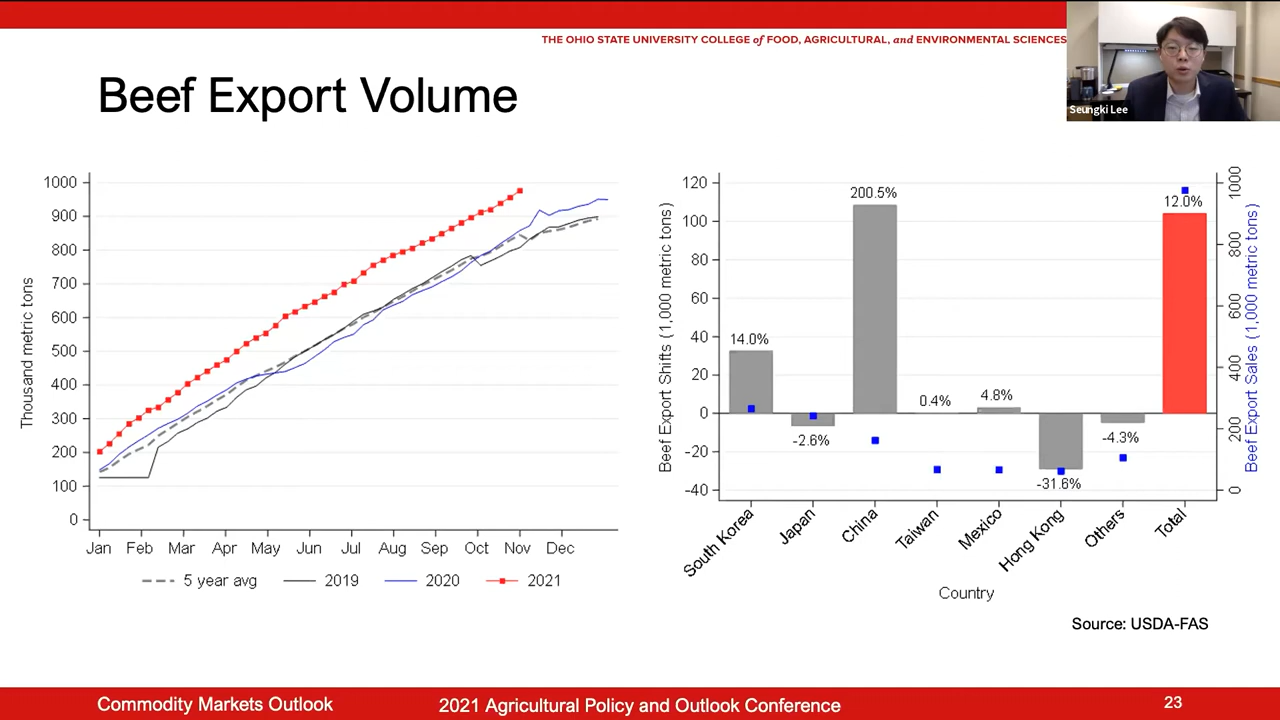 THE OHIO STATE UNIVERSITY COLLEGE of FOOD, AGRICULTURAL, and ENVIRONMENTAL SCIENCES
Seungki Lee
Beef Export Volume
Thousand metric tons
1000
900
800
700
600
500
400
300
200
100
0
Jan Feb Mar Apr May Jun Jul Aug Sep Oct Nov Dec
5 year avg 2019 2020 2021
Beef Export Shifts (1,000 metric tons)
120
100
80
60
40
20
0
-20
-40
14.0%
-2.6%
200.5%
0.4%
4.8%
-31.6%
-4.3%
12.0%
1000
800
600
400
200
0
Beef Export Sales (1,000 metric tons)
South Korea
Japan
China
Taiwan
Mexico
Hong Kong
Others
Total
Country
Source: USDA-FAS
Commodity Markets Outlook
2021 Agricultural Policy and Outlook Conference
23